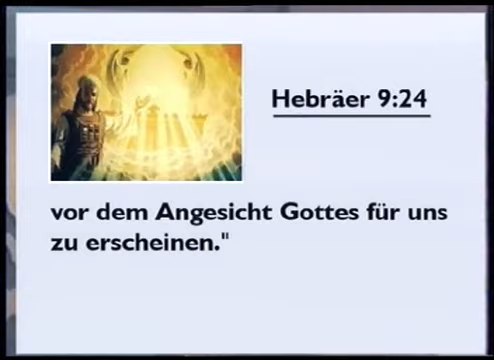 Hebräer 9:24
vor dem Angesicht Gottes für uns
zu erscheinen."